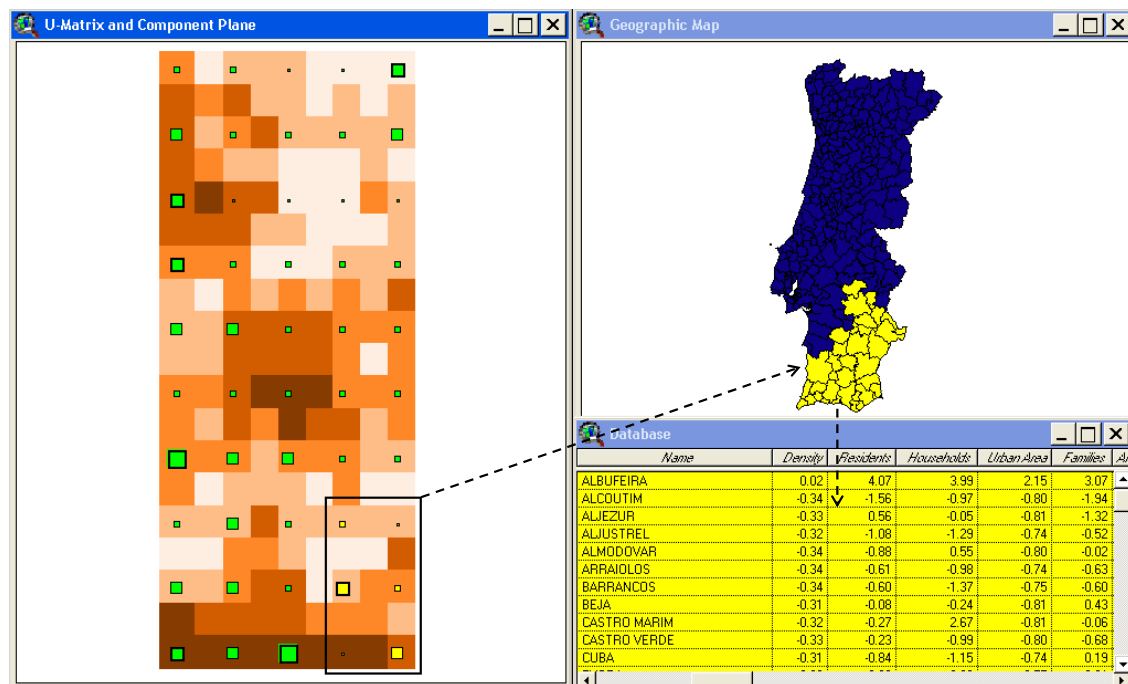 U-Matrix and Component Plane
Geographic Map
Database
Name Density Residents Households Urban Area Families
ALBUFEIRA 0.02 4.07 3.99 2.15 3.07
ALCOUTIM -0.34 -1.56 -0.97 -0.80 -1.94
ALJEZUR -0.33 0.56 -0.05 -0.81 -1.32
ALJUSTREL -0.32 -1.08 -1.29 -0.74 -0.52
ALMODOVAR -0.34 -0.88 0.55 -0.80 -0.02
ARRAIOLOS -0.34 -0.61 -0.98 -0.74 -0.63
BARRANCOS -0.34 -0.60 -1.37 -0.75 -0.60
BEJA -0.31 -0.08 -0.24 -0.81 0.43
CASTRO MARIM -0.32 -0.27 2.67 -0.81 -0.06
CASTRO VERDE -0.33 -0.23 -0.99 -0.80 -0.68
CUBA -0.31 -0.84 -1.15 -0.74 0.19